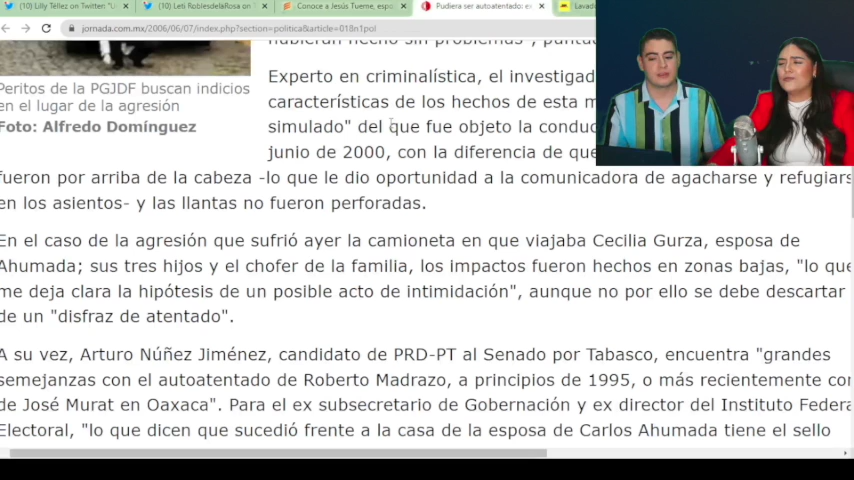 (10) Lilly Téllez on Twitter: "L
(10) Leti RoblesdelaRosa on T
Conoce a Jesús Tuerne, esposo
Pudiera ser autoatentado: ex
Lavad
jornada.com.mx/2006/06/07/index.php?section=politica&article=018n1pol
hubieran hecho sin problemas", punt
Peritos de la PGJDF buscan indicios
en el lugar de la agresión
Foto: Alfredo Domínguez
Experto en criminalística, el investigad
características de los hechos de esta m
simulado" del que fue objeto la conduc
junio de 2000, con la diferencia de que
fueron por arriba de la cabeza -lo que le dio oportunidad a la comunicadora de agacharse y refugiars
en los asientos- y las llantas no fueron perforadas.
En el caso de la agresión que sufrió ayer la camioneta en que viajaba Cecilia Gurza, esposa de
Ahumada; sus tres hijos y el chofer de la familia, los impactos fueron hechos en zonas bajas, "lo que
me deja clara la hipótesis de un posible acto de intimidación", aunque no por ello se debe descartar
de un "disfraz de atentado".
A su vez, Arturo Núñez Jiménez, candidato de PRD-PT al Senado por Tabasco, encuentra "grandes
semejanzas con el autoatentado de Roberto Madrazo, a principios de 1995, o más recientemente con
de José Murat en Oaxaca". Para el ex subsecretario de Gobernación y ex director del Instituto Federa
Electoral, "lo que dicen que sucedió frente a la casa de la esposa de Carlos Ahumada tiene el sello